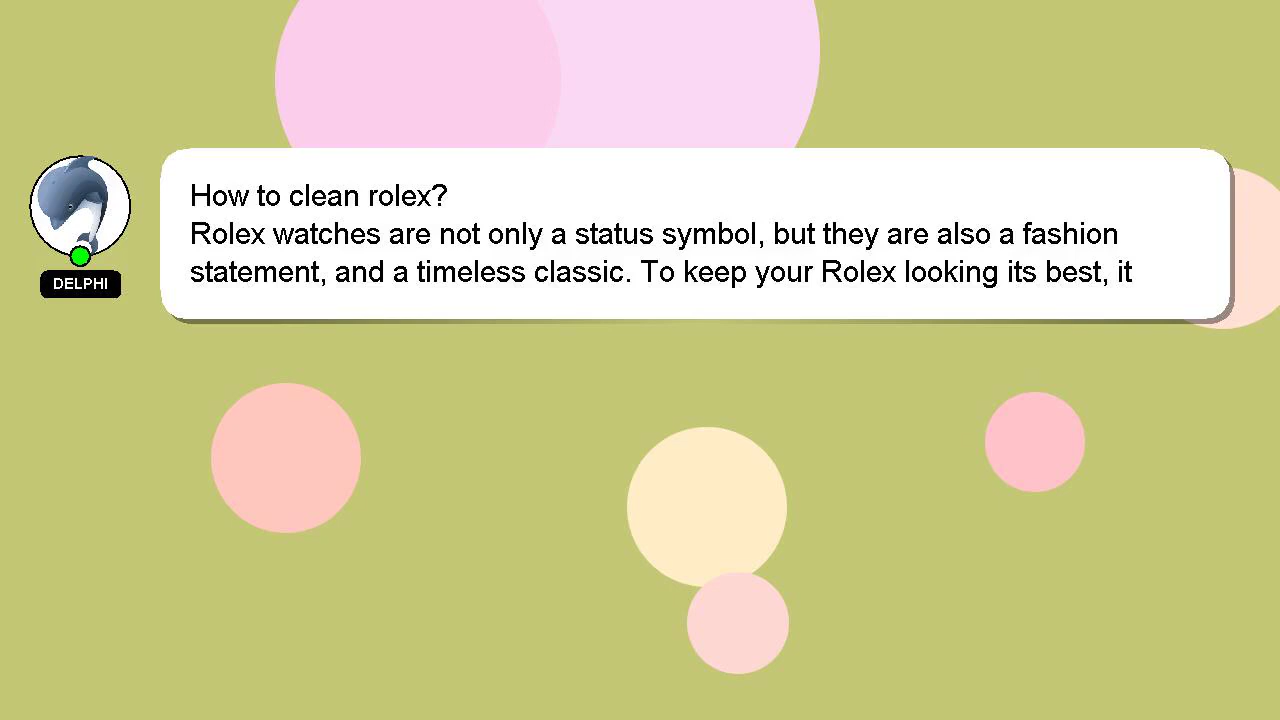 How to clean rolex?
Rolex watches are not only a status symbol, but they are also a fashion
statement, and a timeless classic. To keep your Rolex looking its best, it
DELPHI